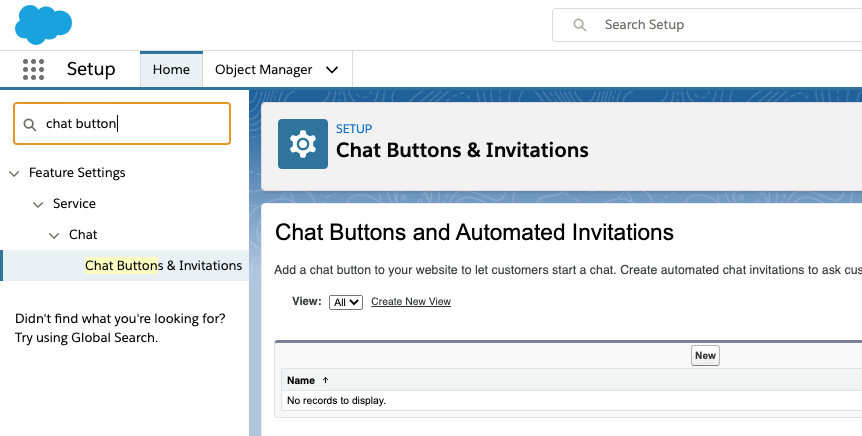 Search Setup
Setup
Home
Object Manager
chat button
Feature Settings
Service
Chat
Chat Buttons & Invitations
Didn't find what you're looking for?
Try using Global Search.
SETUP
Chat Buttons & Invitations
Chat Buttons and Automated Invitations
Add a chat button to your website to let customers start a chat. Create automated chat invitations to ask
View: All Create New View
New
Name ↑
No records to display.